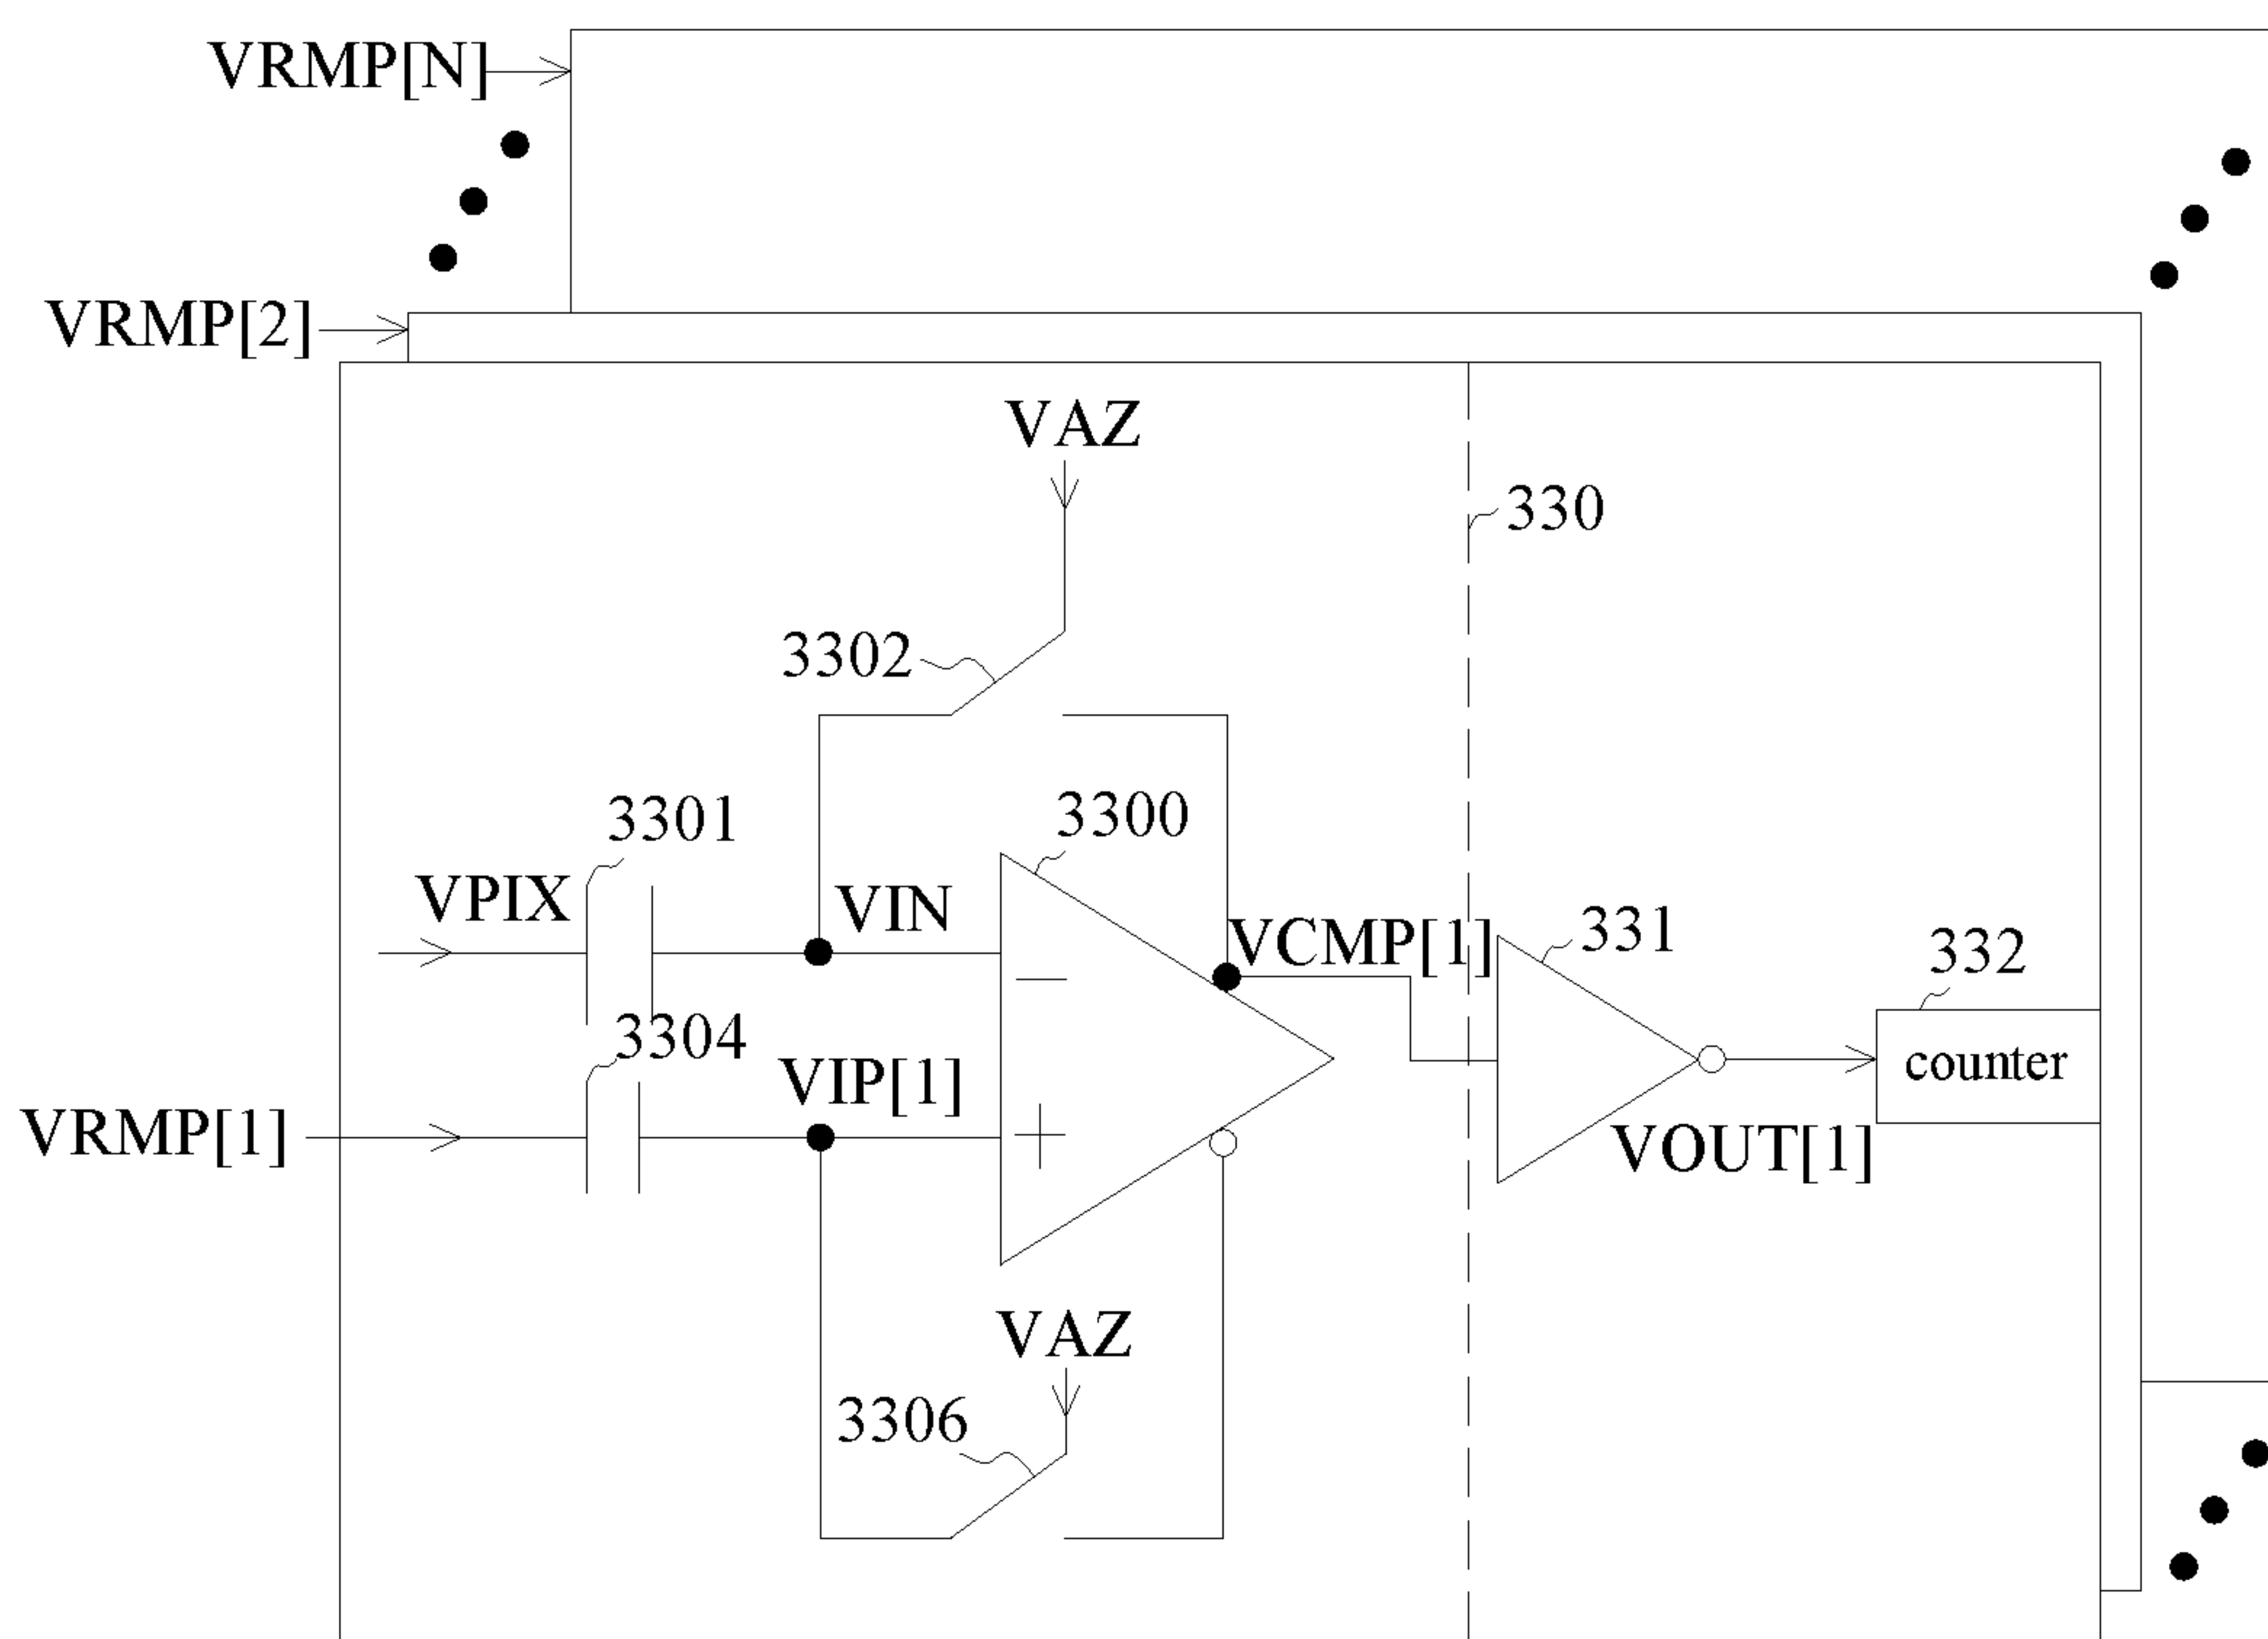 VRMP[N]
VRMP[2]
VAZ
330
3302
3301
3300
VPIX
VIN
VCMP[1]
331
332
3304
counter
VIP[1]
VRMP[1]
VOUT[1]
VAZ
3306